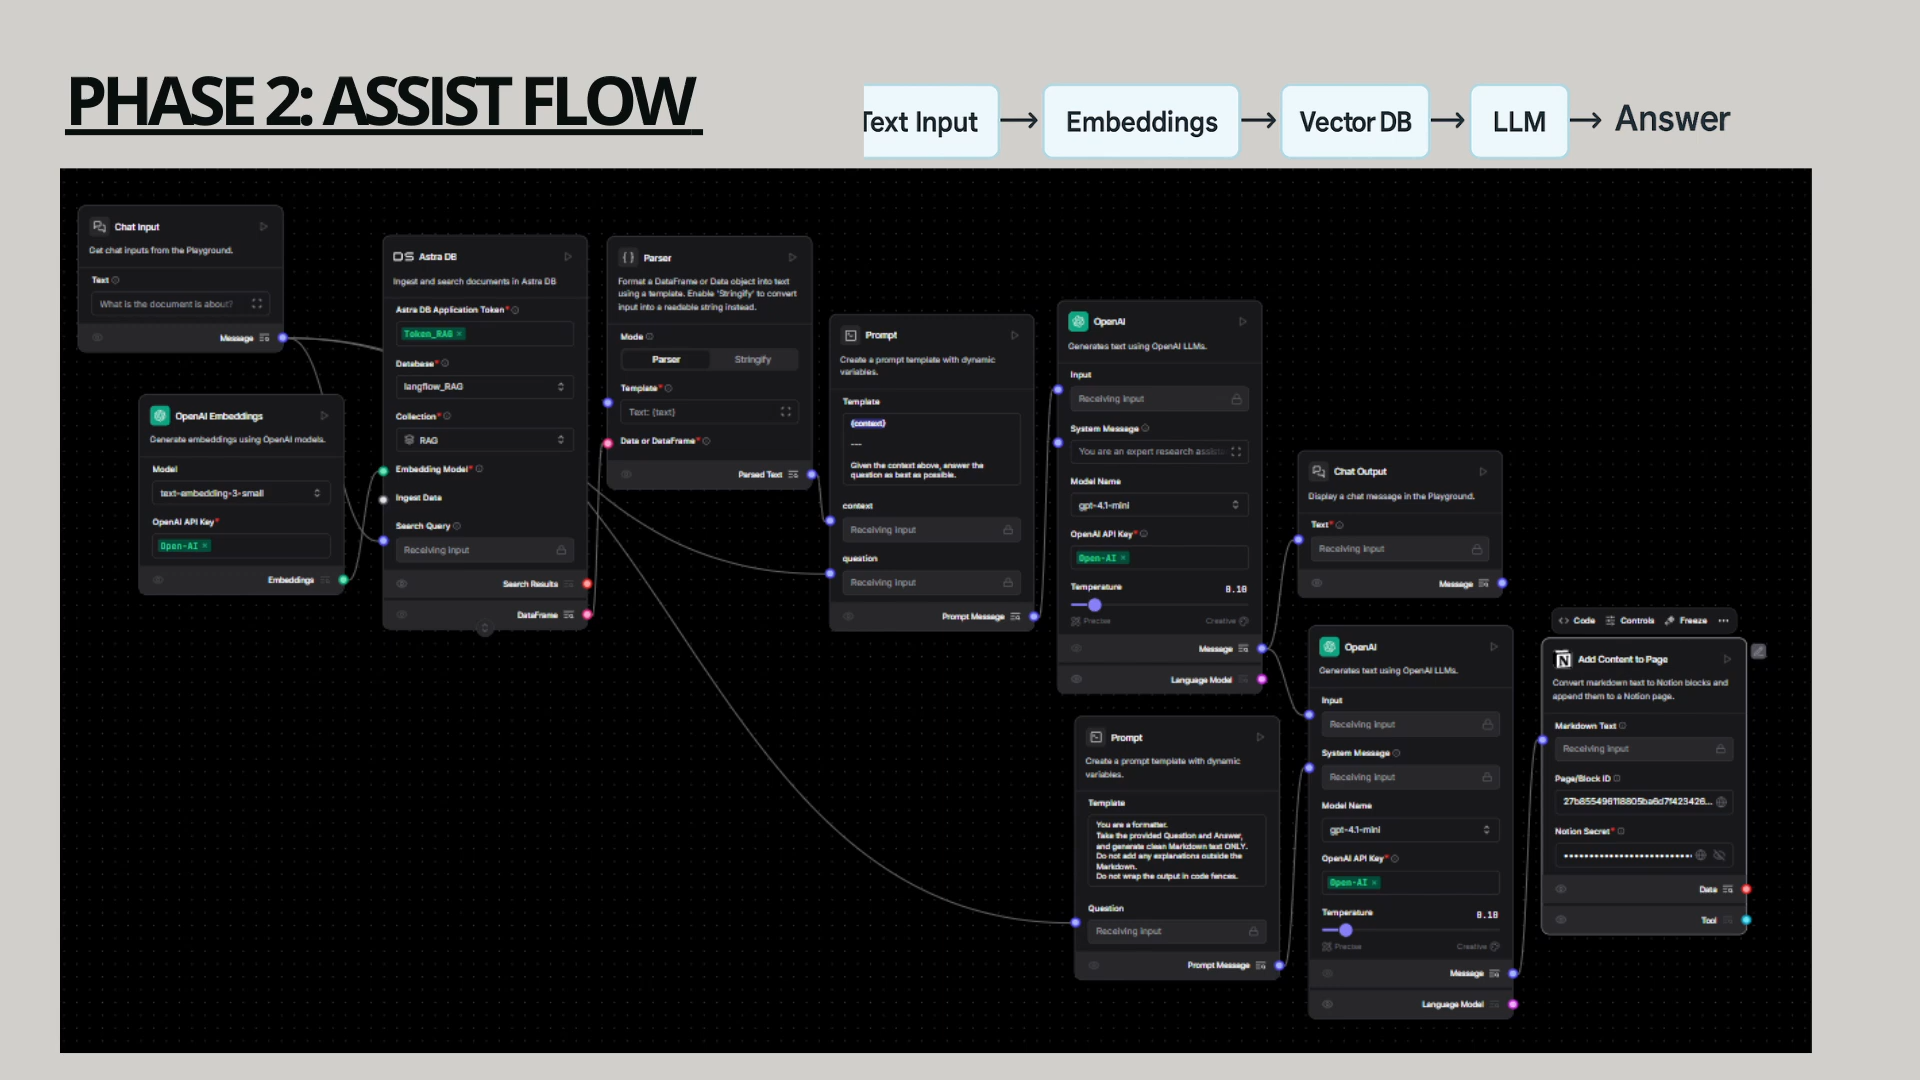 PHASE 2: ASSIST FLOW
Text Input
Embeddings
Vector DB
LLM
Answer
Chat Input
Get chat inputs from the Playground.
Text
What is the document is about?
Message
OpenAI Embeddings
Generate embeddings using OpenAI models.
Model
text-embedding-3-small
OpenAI API Key*
Open-AI ×
Embeddings
DS Astra DB
Ingest and search documents in Astra DB
Astra DB Application Token*
Token_RAG ×
Database*
langflow_RAG
Collection*
RAG
Embedding Model*
Ingest Data
Search Query
Receiving input
Search Results
DataFrame
{ } Parser
Format a DataFrame or Data object into text
using a template. Enable 'Stringify' to convert
input into a readable string instead.
Mode
Parser Stringify
Template*
Text: {text}
Data or DataFrame*
Parsed Text
Prompt
Create a prompt template with dynamic
variables.
Template
{context}
---
Given the context above, answer the
question as best as possible.
context
Receiving input
question
Receiving input
Prompt Message
OpenAI
Generates text using OpenAI LLMs.
Input
Receiving input
System Message
You are an expert research assista
Model Name
gpt-4.1-mini
OpenAI API Key*
Open-AI ×
Temperature 0.10
Precise Creative
Message
Language Model
Chat Output
Display a chat message in the Playground.
Text*
Receiving input
Message
Prompt
Create a prompt template with dynamic
variables.
Template
You are a formatter.
Take the provided Question and Answer,
and generate clean Markdown text ONLY.
Do not add any explanations outside the
Markdown.
Do not wrap the output in code fences.
Question
Receiving input
Prompt Message
OpenAI
Generates text using OpenAI LLMs.
Input
Receiving input
System Message
Receiving input
Model Name
gpt-4.1-mini
OpenAI API Key*
Open-AI ×
Temperature 0.10
Precise Creative
Message
Language Model
Code Controls Freeze ...
Add Content to Page
Convert markdown text to Notion blocks and
append them to a Notion page.
Markdown Text
Receiving input
Page/Block ID
Notion Secret*
Data
Tool